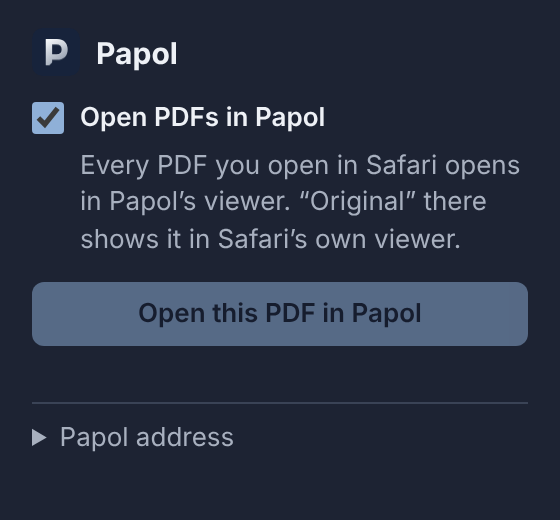 P
Papol
Open PDFs in Papol
Every PDF you open in Safari opens
in Papol’s viewer. “Original” there
shows it in Safari’s own viewer.
Open this PDF in Papol
Papol address